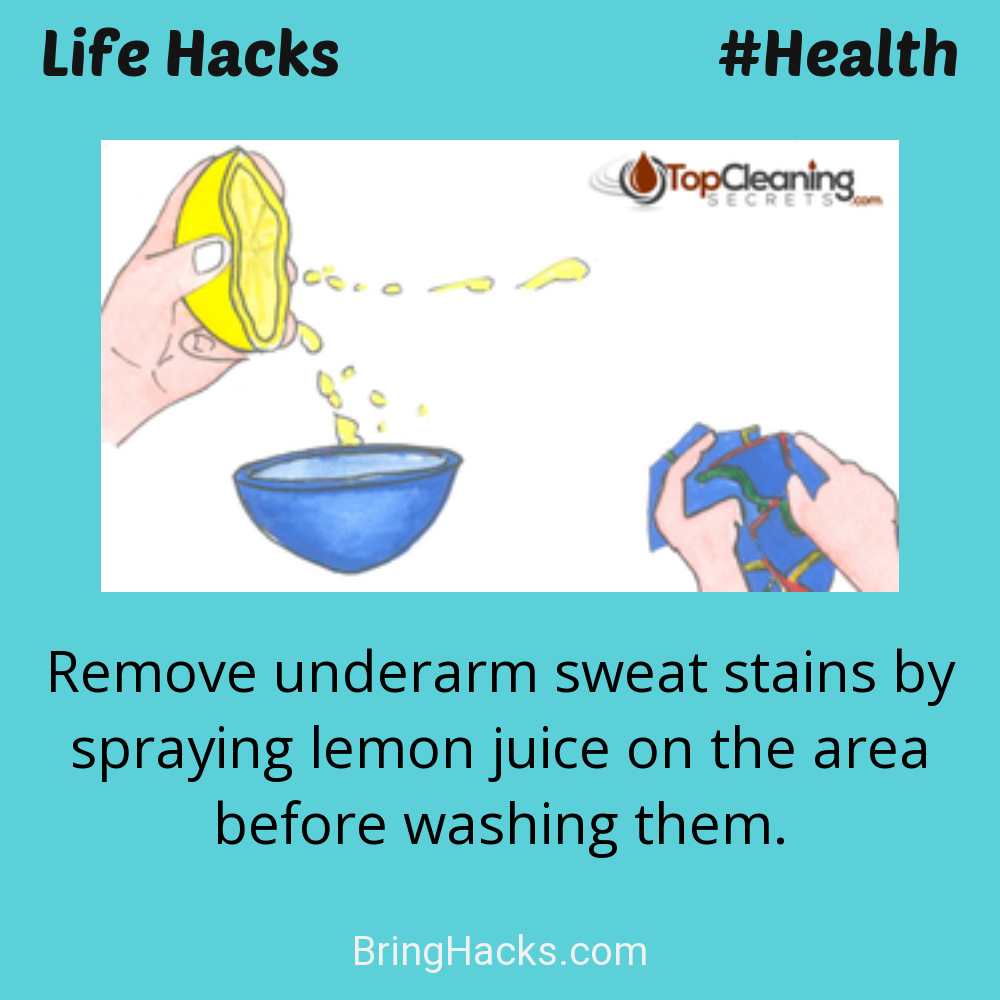 Life Hacks
#Health
TopCleaning
SECRETS.com
Remove underarm sweat stains by
spraying lemon juice on the area
before washing them.
BringHacks.com